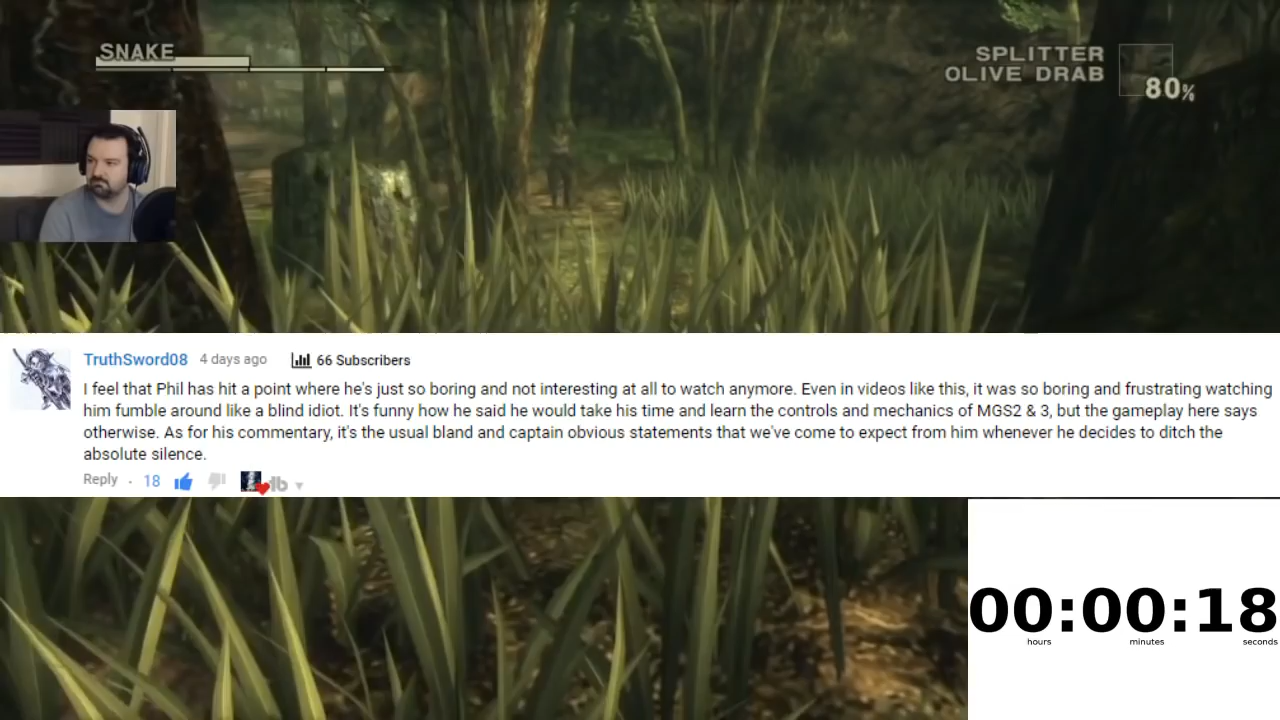 SNAKE
SPLITTER
OLIVE DRAB
80%
TruthSword08 4 days ago 66 Subscribers
I feel that Phil has hit a point where he's just so boring and not interesting at all to watch anymore. Even in videos like this, it was so boring and frustrating watching
him fumble around like a blind idiot. It's funny how he said he would take his time and learn the controls and mechanics of MGS2 & 3, but the gameplay here says
otherwise. As for his commentary, it's the usual bland and captain obvious statements that we've come to expect from him whenever he decides to ditch the
absolute silence.
Reply · 18
00:00:18
hours minutes seconds